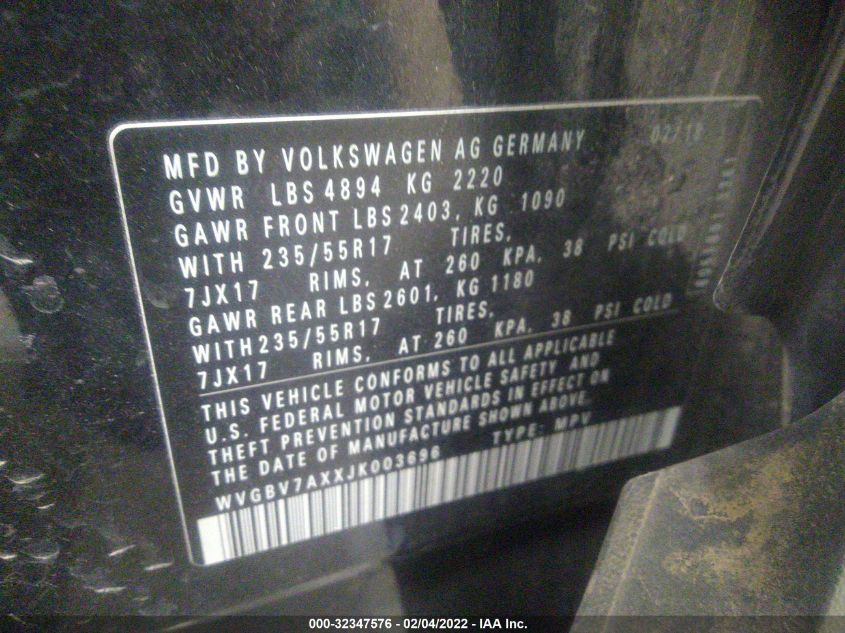 MFD BY VOLKSWAGEN AG GERMANY
GVWR LBS 4894 KG 2220
GAWR FRONT LBS 2403, KG 1090
WITH 235/55R17 TIRES,
7JX17 RIMS, AT 260 KPA, 38 PSI COLD
GAWR REAR LBS 2601, KG 1180
WITH 235/55R17 TIRES,
7JX17 RIMS, AT 260 KPA, 38 PSI COLD
THIS VEHICLE CONFORMS TO ALL APPLICABLE
U.S. FEDERAL MOTOR VEHICLE SAFETY AND
THEFT PREVENTION STANDARDS IN EFFECT ON
THE DATE OF MANUFACTURE SHOWN ABOVE.
WVGBV7AXXJK003696 TYPE: MPV
000-32347576 - 02/04/2022 - IAA Inc.